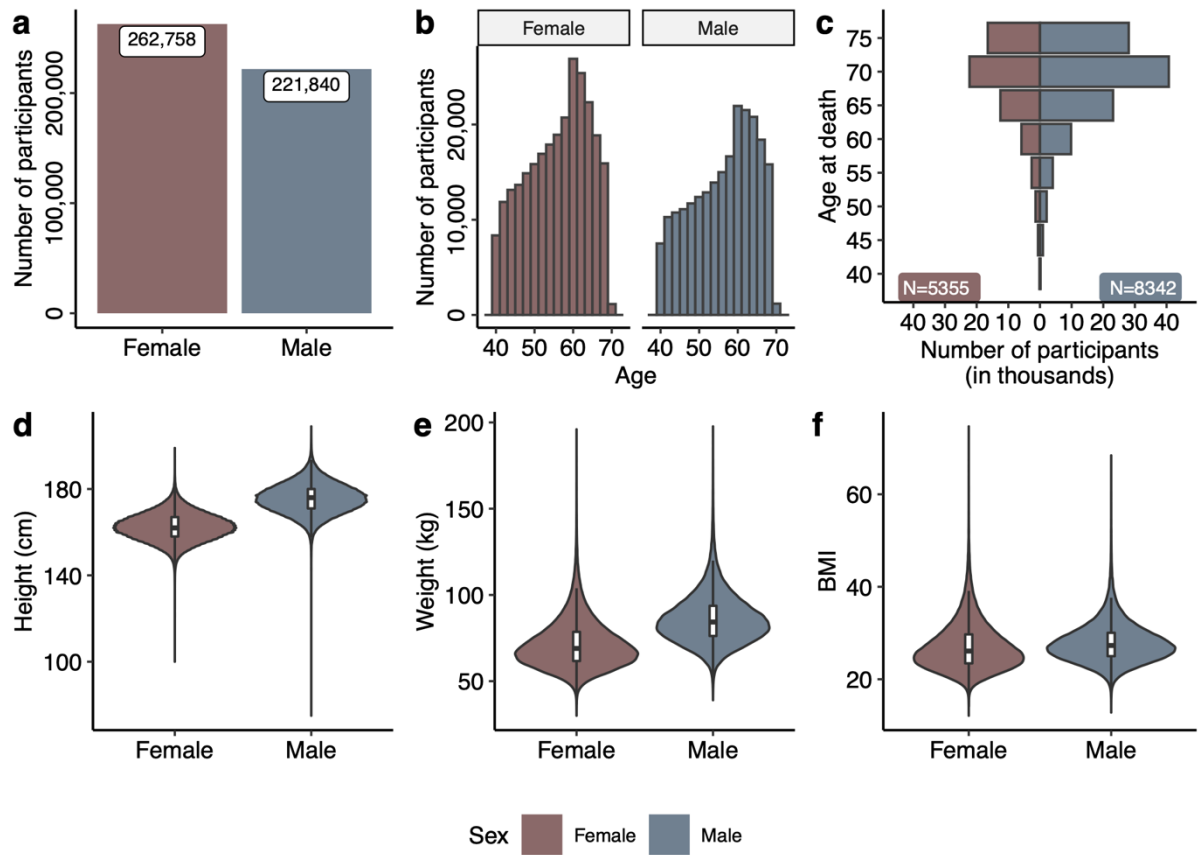 a
Number of participants
0
100,000
200,000
262,758
221,840
Female
Male
b
Female
Male
Number of participants
0
10,000
20,000
40 50 60 70
40 50 60 70
Age
c
Age at death
75
70
65
60
55
50
45
40
N=5355
N=8342
40 30 20 10 0 10 20 30 40
Number of participants
(in thousands)
d
Height (cm)
180
140
100
Female
Male
e
Weight (kg)
200
150
100
50
Female
Male
f
BMI
60
40
20
Female
Male
Sex
Female
Male